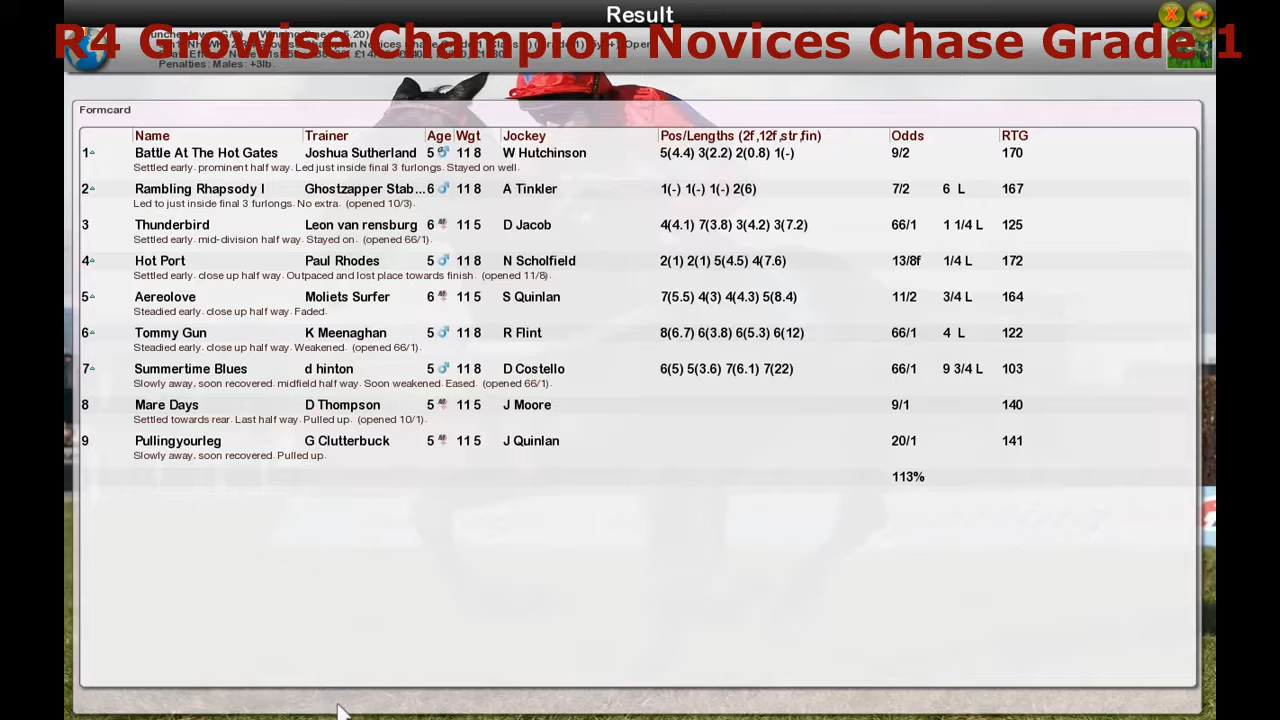 Result
R4 Growise Champion Novices Chase Grade 1
Penalties: Males: +3lb.
Formcard
Name Trainer Age Wgt Jockey Pos/Lengths (2f,12f,str,fin) Odds RTG
1 Battle At The Hot Gates Joshua Sutherland 5 11 8 W Hutchinson 5(4.4) 3(2.2) 2(0.8) 1(-) 9/2 170
Settled early. prominent half way. Led just inside final 3 furlongs. Stayed on well.
2 Rambling Rhapsody I Ghostzapper Stab... 6 11 8 A Tinkler 1(-) 1(-) 1(-) 2(6) 7/2 6 L 167
Led to just inside final 3 furlongs. No extra. (opened 10/3).
3 Thunderbird Leon van rensburg 6 11 5 D Jacob 4(4.1) 7(3.8) 3(4.2) 3(7.2) 66/1 1 1/4 L 125
Settled early. mid-division half way. Stayed on. (opened 66/1).
4 Hot Port Paul Rhodes 5 11 8 N Scholfield 2(1) 2(1) 5(4.5) 4(7.6) 13/8f 1/4 L 172
Settled early. close up half way. Outpaced and lost place towards finish. (opened 11/8).
5 Aereolove Moliets Surfer 6 11 5 S Quinlan 7(5.5) 4(3) 4(4.3) 5(8.4) 11/2 3/4 L 164
Steadied early. close up half way. Faded.
6 Tommy Gun K Meenaghan 5 11 8 R Flint 8(6.7) 6(3.8) 6(5.3) 6(12) 66/1 4 L 122
Steadied early. close up half way. Weakened. (opened 66/1).
7 Summertime Blues d hinton 5 11 8 D Costello 6(5) 5(3.6) 7(6.1) 7(22) 66/1 9 3/4 L 103
Slowly away, soon recovered. midfield half way. Soon weakened. Eased. (opened 66/1).
8 Mare Days D Thompson 5 11 5 J Moore 9/1 140
Settled towards rear. Last half way. Pulled up. (opened 10/1).
9 Pullingyourleg G Clutterbuck 5 11 5 J Quinlan 20/1 141
Slowly away, soon recovered. Pulled up.
113%